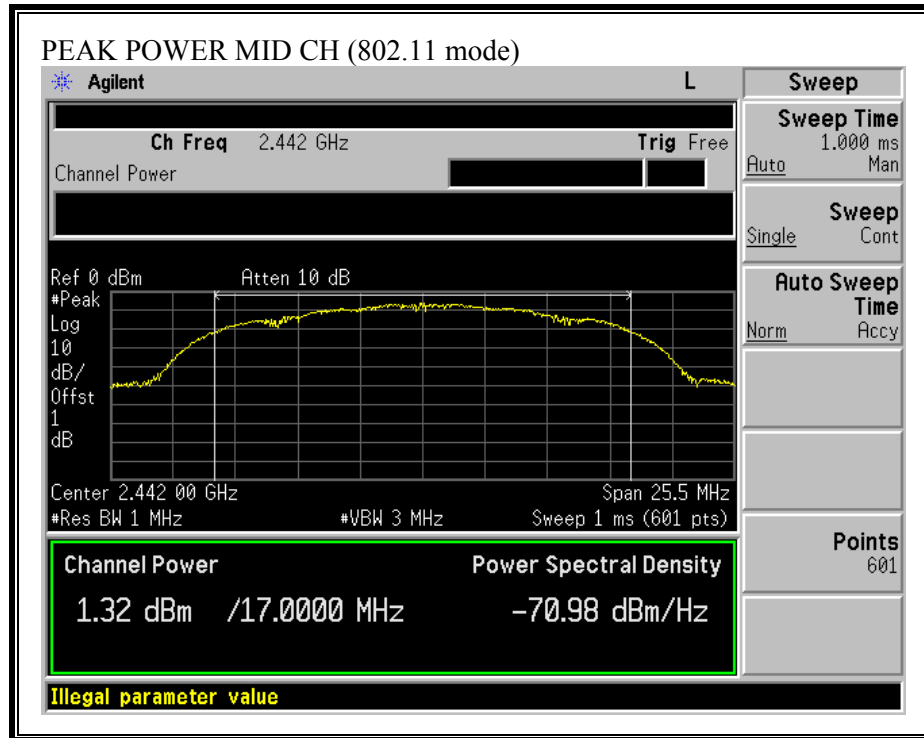 PEAK POWER MID CH (802.11 mode)
Agilent L Sweep
Ch Freq 2.442 GHz Trig Free
Channel Power
Sweep Time
1.000 ms
Auto Man
Sweep
Single Cont
Auto Sweep
Time
Norm Accy
Points
601
Ref 0 dBm Atten 10 dB
#Peak
Log
10
dB/
Offst
1
dB
Center 2.442 00 GHz Span 25.5 MHz
#Res BW 1 MHz #VBW 3 MHz Sweep 1 ms (601 pts)
Channel Power Power Spectral Density
1.32 dBm /17.0000 MHz -70.98 dBm/Hz
Illegal parameter value